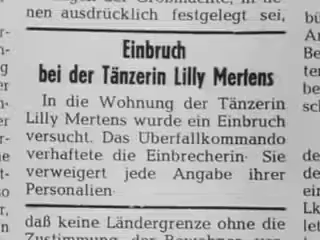 nen ausdrücklich festgelegt sei,
Einbruch
bei der Tänzerin Lilly Mertens
In die Wohnung der Tänzerin
Lilly Mertens wurde ein Einbruch
versucht. Das Überfallkommando
verhaftete die Einbrecherin. Sie
verweigert jede Angabe ihrer
Personalien.
daß keine Ländergrenze ohne die